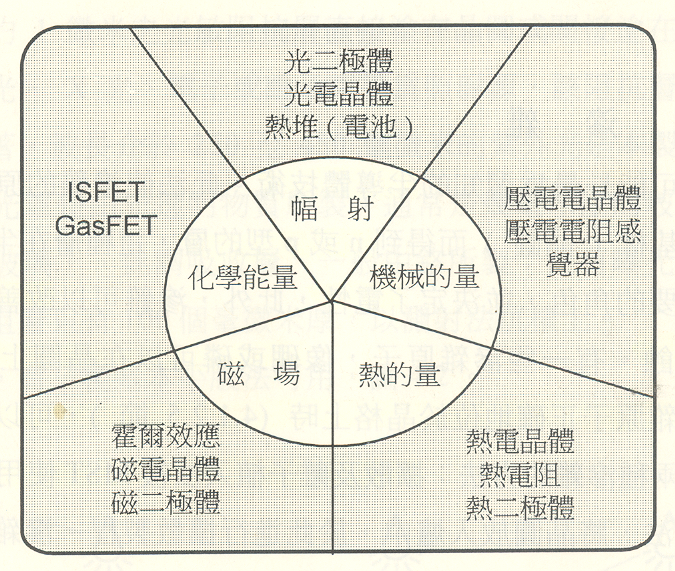 光二極體
光電晶體
熱堆(電池)
ISFET
GasFET
壓電電晶體
壓電電阻感
覺器
幅 射
化學能量
機械的量
磁 場
熱的量
霍爾效應
磁電晶體
磁二極體
熱電晶體
熱電阻
熱二極體